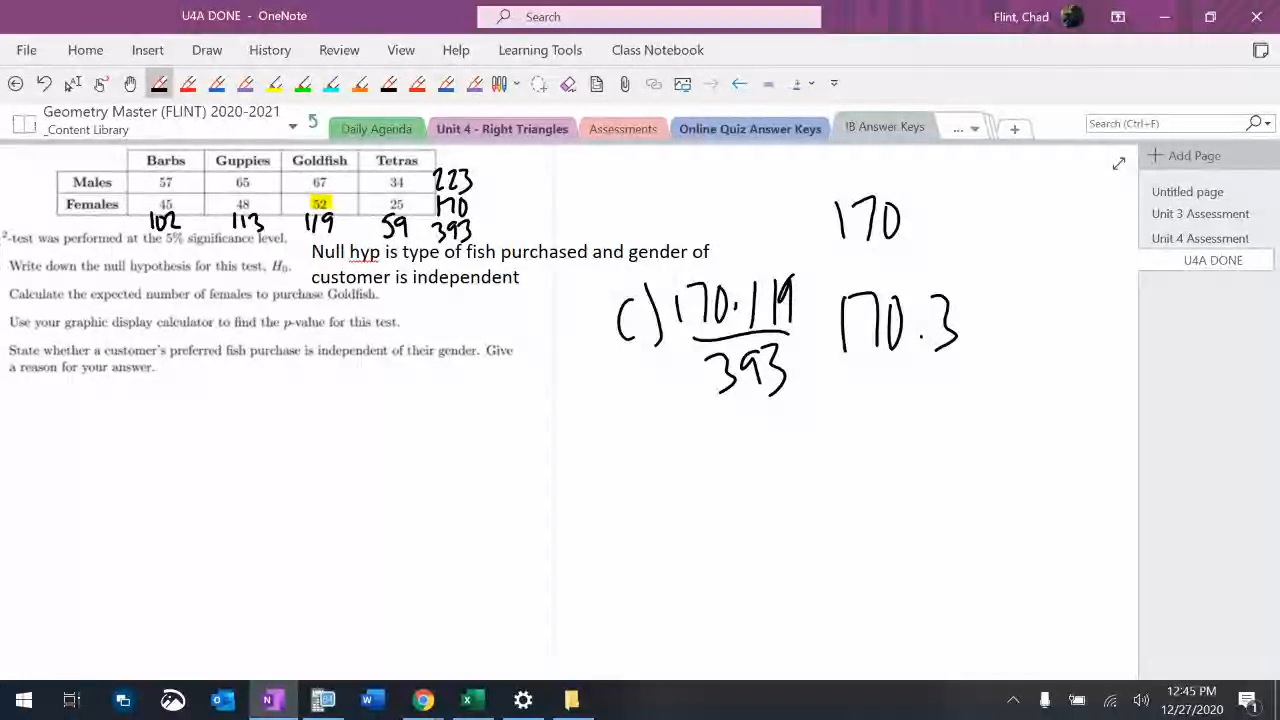 U4A DONE - OneNote
Search
Flint, Chad
File Home Insert Draw History Review View Help Learning Tools Class Notebook
Geometry Master (FLINT) 2020-2021
_Content Library
Daily Agenda Unit 4 - Right Triangles Assessments Online Quiz Answer Keys IB Answer Keys ... +
Search (Ctrl+F)
Add Page
Untitled page
Unit 3 Assessment
Unit 4 Assessment
U4A DONE
Barbs Guppies Goldfish Tetras
Males 57 65 67 34 223
Females 45 48 52 25 170
102 113 119 59 393
²-test was performed at the 5% significance level.
Write down the null hypothesis for this test, H₀.
Null hyp is type of fish purchased and gender of
customer is independent
Calculate the expected number of females to purchase Goldfish.
Use your graphic display calculator to find the p-value for this test.
State whether a customer's preferred fish purchase is independent of their gender. Give
a reason for your answer.
170
C) 170.119
393
170.3
12:45 PM
12/27/2020